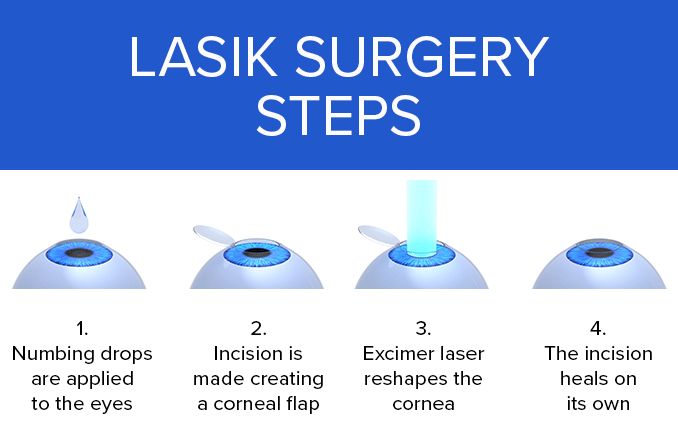 LASIK SURGERY
STEPS
1.
Numbing drops
are applied
to the eyes
2.
Incision is
made creating
a corneal flap
3.
Excimer laser
reshapes the
cornea
4.
The incision
heals on
its own